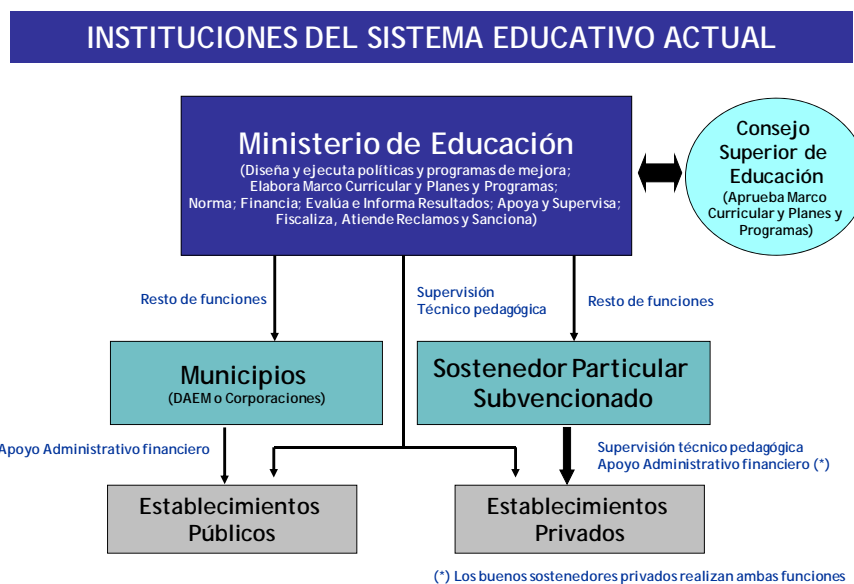 INSTITUCIONES DEL SISTEMA EDUCATIVO ACTUAL
Ministerio de Educación
(Diseña y ejecuta políticas y programas de mejora;
Elabora Marco Curricular y Planes y Programas;
Norma; Financia; Evalúa e Informa Resultados; Apoya y Supervisa;
Fiscaliza, Atiende Reclamos y Sanciona)
Consejo
Superior de
Educación
(Aprueba Marco
Curricular y Planes y
Programas)
Resto de funciones
Supervisión
Técnico pedagógica
Resto de funciones
Municipios
(DAEM o Corporaciones)
Sostenedor Particular
Subvencionado
Apoyo Administrativo financiero
Supervisión técnico pedagógica
Apoyo Administrativo financiero (*)
Establecimientos
Públicos
Establecimientos
Privados
(*) Los buenos sostenedores privados realizan ambas funciones